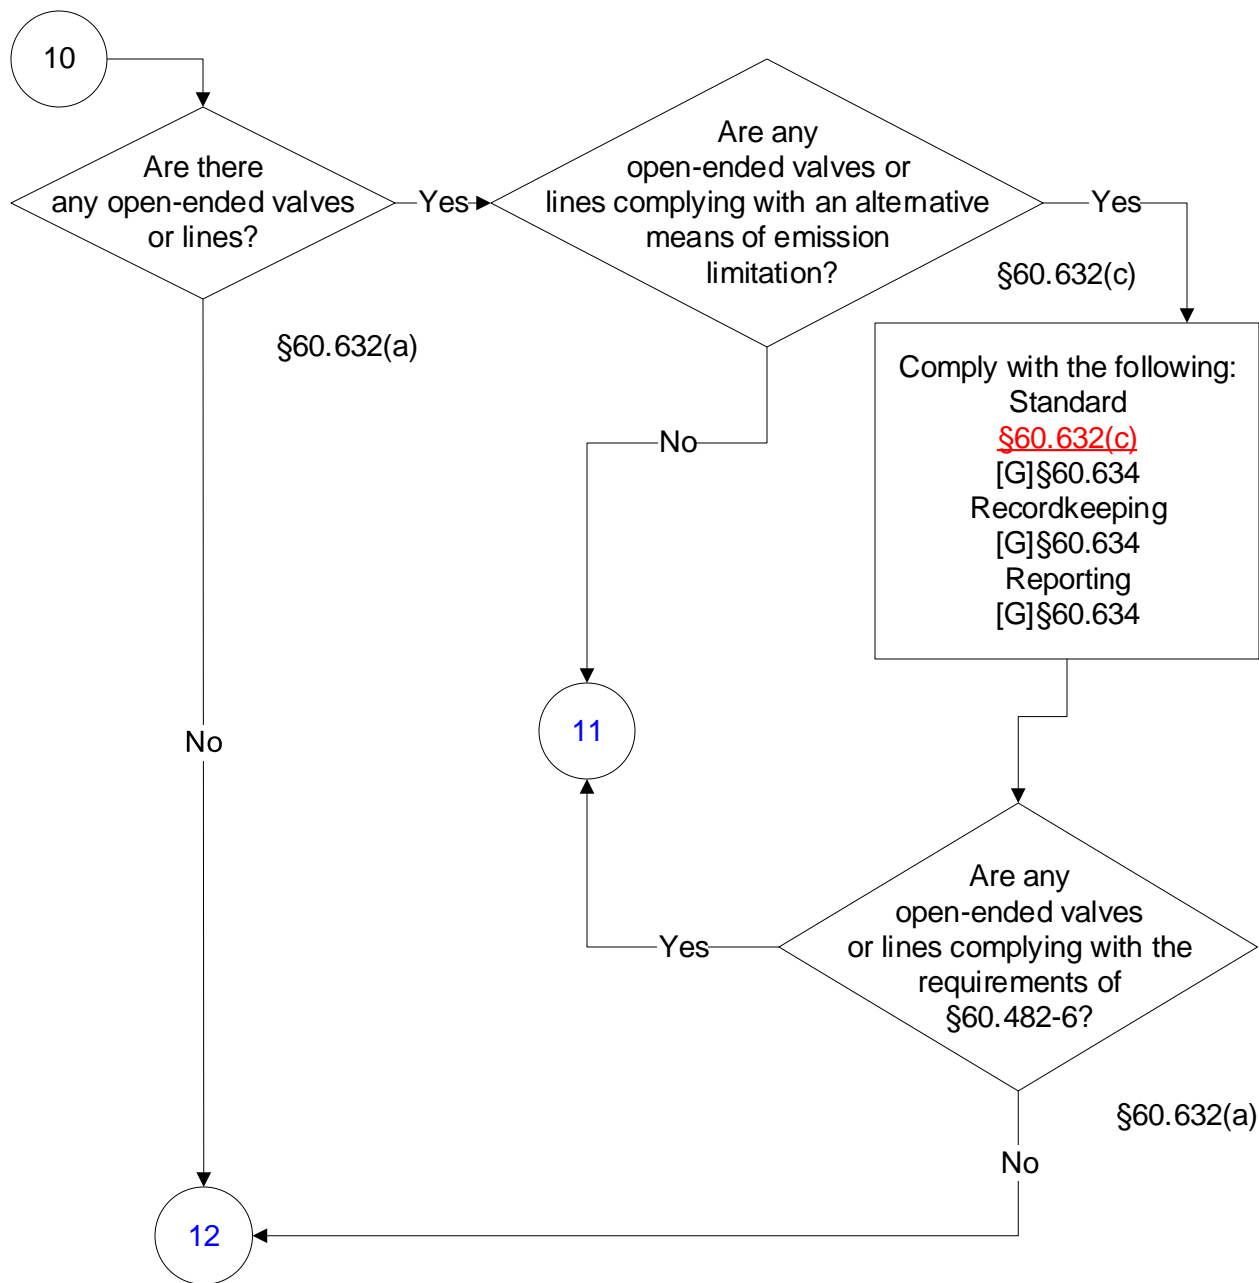 10
Are there
any open-ended valves
or lines?
Yes
§60.632(a)
Are any
open-ended valves or
lines complying with an alternative
means of emission
limitation?
Yes
§60.632(c)
No
Comply with the following:
Standard
§60.632(c)
[G]§60.634
Recordkeeping
[G]§60.634
Reporting
[G]§60.634
11
No
Are any
open-ended valves
or lines complying with the
requirements of
§60.482-6?
Yes
§60.632(a)
No
12